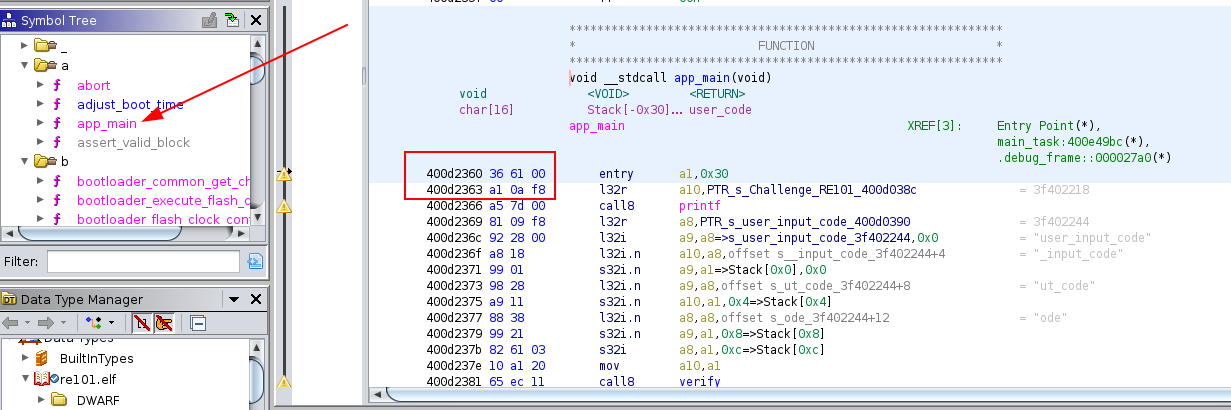 Symbol Tree
_
a
f abort
f adjust_boot_time
f app_main
f assert_valid_block
b
f bootloader_common_get_ch
f bootloader_execute_flash_c
f bootloader_flash_clock_con
Filter:
Data Type Manager
Data Types
BuiltInTypes
re101.elf
DWARF
************************************************************
* FUNCTION *
************************************************************
void __stdcall app_main(void)
void <VOID> <RETURN>
char[16] Stack[-0x30]... user_code
app_main XREF[3]: Entry Point(*),
main_task:400e49bc(*),
.debug_frame::000027a0(*)
400d2360 36 61 00 entry a1,0x30
400d2363 a1 0a f8 l32r a10,PTR_s_Challenge_RE101_400d038c = 3f402218
400d2366 a5 7d 00 call8 printf
400d2369 81 09 f8 l32r a8,PTR_s_user_input_code_400d0390 = 3f402244
400d236c 92 28 00 l32i a9,a8=>s_user_input_code_3f402244,0x0 = "user_input_code"
400d236f a8 18 l32i.n a10,a8,offset s__input_code_3f402244+4 = "_input_code"
400d2371 99 01 s32i.n a9,a1=>Stack[0x0],0x0
400d2373 98 28 l32i.n a9,a8,offset s_ut_code_3f402244+8 = "ut_code"
400d2375 a9 11 s32i.n a10,a1,0x4=>Stack[0x4]
400d2377 88 38 l32i.n a8,a8,offset s_ode_3f402244+12 = "ode"
400d2379 99 21 s32i.n a9,a1,0x8=>Stack[0x8]
400d237b 82 61 03 s32i a8,a1,0xc=>Stack[0xc]
400d237e 10 a1 20 mov a10,a1
400d2381 65 ec 11 call8 verify